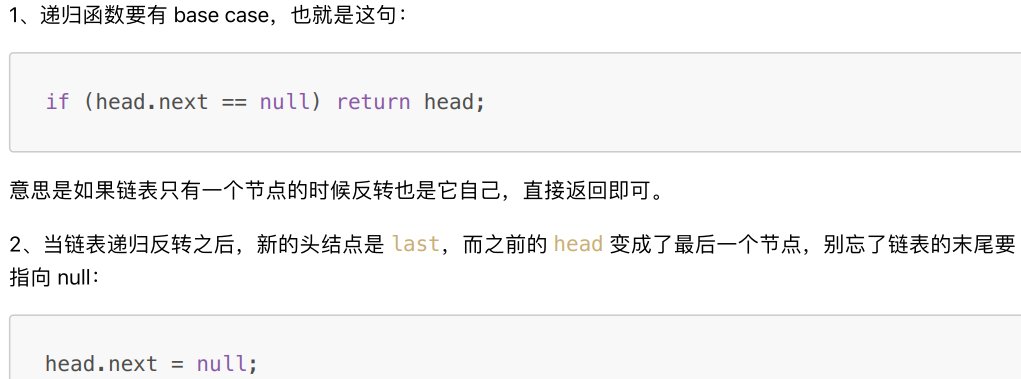 1、递归函数要有 base case，也就是这句：
if (head.next == null) return head;
意思是如果链表只有一个节点的时候反转也是它自己，直接返回即可。
2、当链表递归反转之后，新的头结点是 last，而之前的 head 变成了最后一个节点，别忘了链表的末尾要
指向 null：
head.next = null;